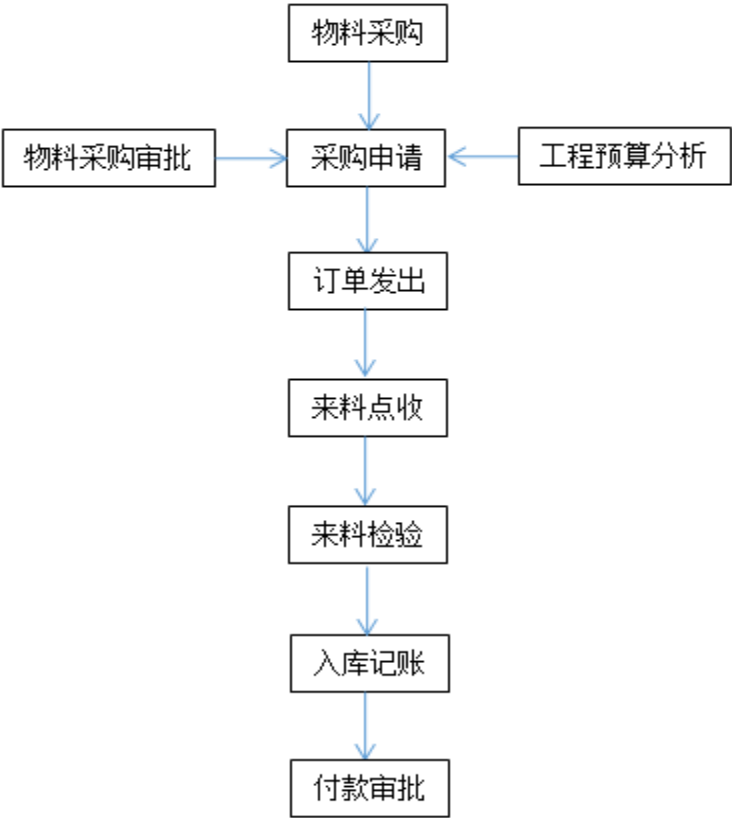 物料采购
物料采购审批
采购申请
工程预算分析
订单发出
来料点收
来料检验
入库记账
付款审批